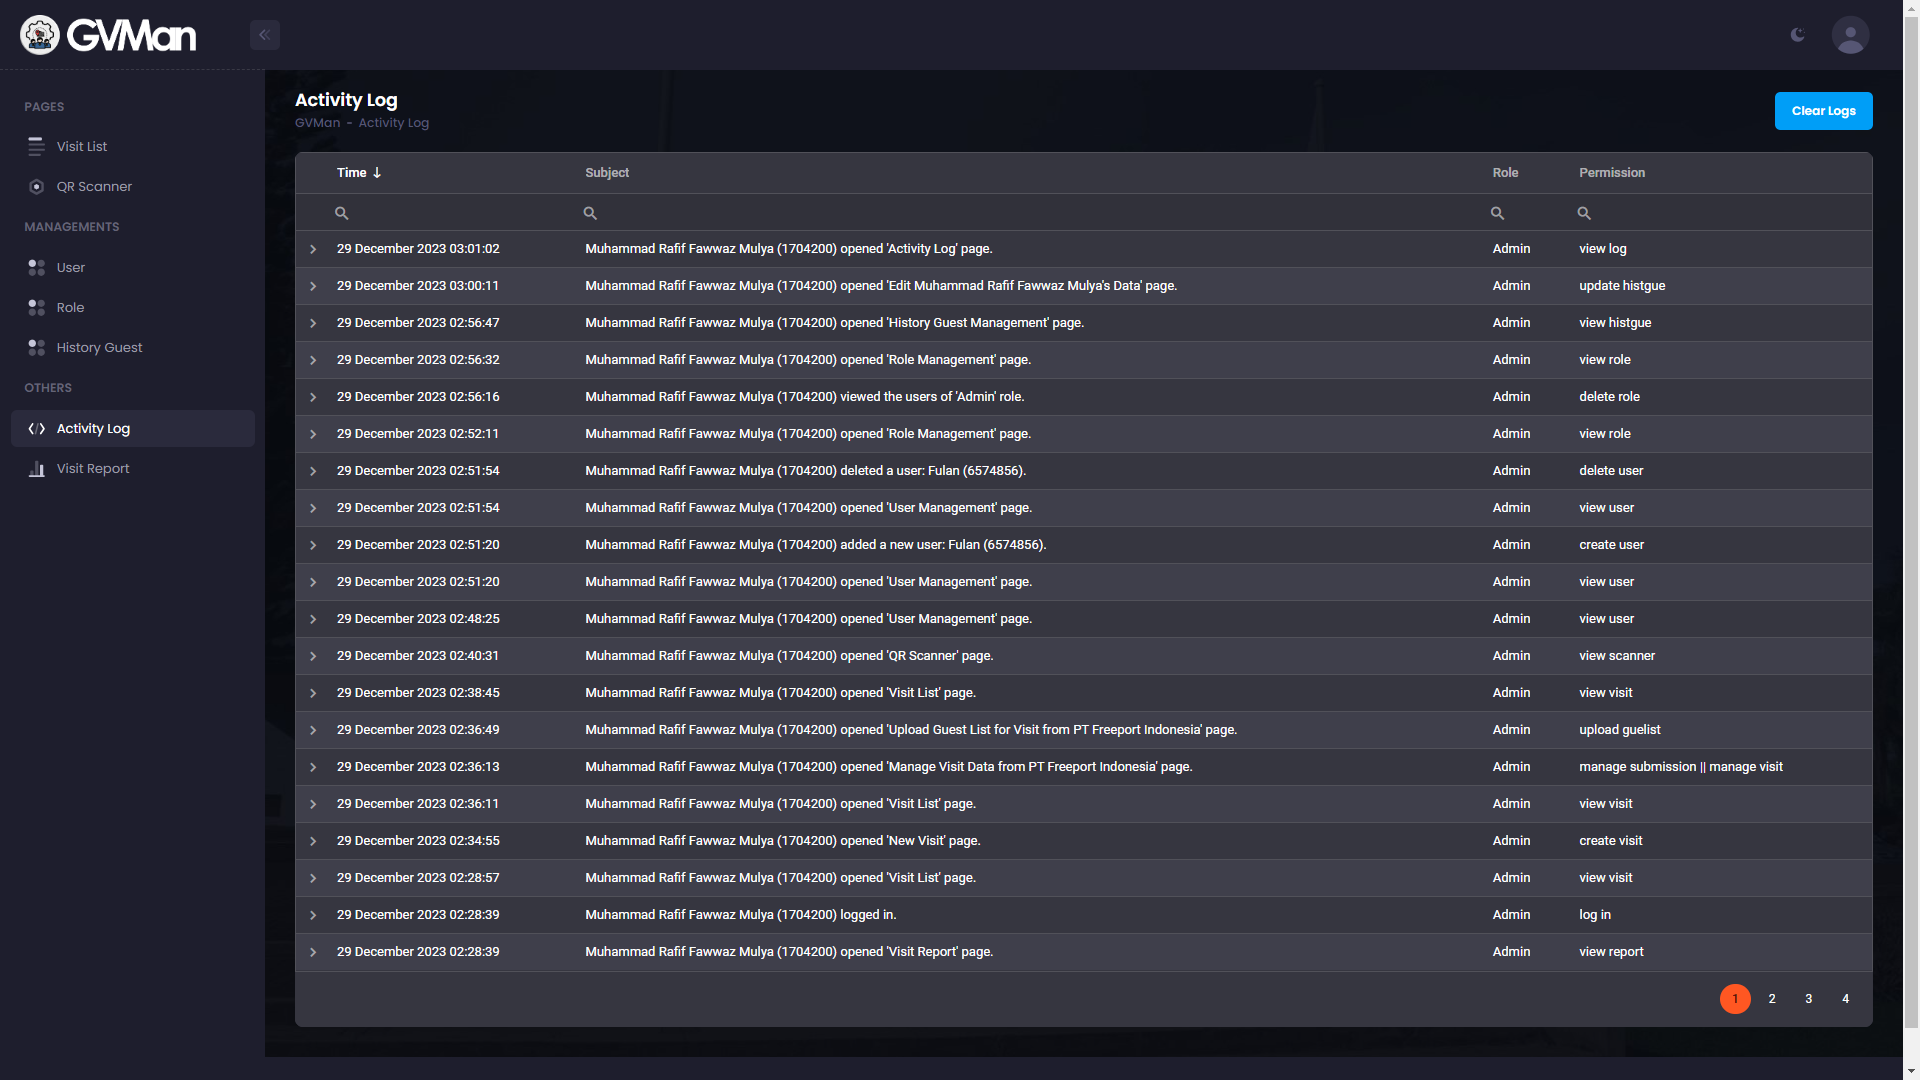 GVMan
PAGES
Visit List
QR Scanner
MANAGEMENTS
User
Role
History Guest
OTHERS
Activity Log
Visit Report
Activity Log
GVMan - Activity Log
Clear Logs
Time ↓ Subject Role Permission
29 December 2023 03:01:02 Muhammad Rafif Fawwaz Mulya (1704200) opened 'Activity Log' page. Admin view log
29 December 2023 03:00:11 Muhammad Rafif Fawwaz Mulya (1704200) opened 'Edit Muhammad Rafif Fawwaz Mulya's Data' page. Admin update histgue
29 December 2023 02:56:47 Muhammad Rafif Fawwaz Mulya (1704200) opened 'History Guest Management' page. Admin view histgue
29 December 2023 02:56:32 Muhammad Rafif Fawwaz Mulya (1704200) opened 'Role Management' page. Admin view role
29 December 2023 02:56:16 Muhammad Rafif Fawwaz Mulya (1704200) viewed the users of 'Admin' role. Admin delete role
29 December 2023 02:52:11 Muhammad Rafif Fawwaz Mulya (1704200) opened 'Role Management' page. Admin view role
29 December 2023 02:51:54 Muhammad Rafif Fawwaz Mulya (1704200) deleted a user: Fulan (6574856). Admin delete user
29 December 2023 02:51:54 Muhammad Rafif Fawwaz Mulya (1704200) opened 'User Management' page. Admin view user
29 December 2023 02:51:20 Muhammad Rafif Fawwaz Mulya (1704200) added a new user: Fulan (6574856). Admin create user
29 December 2023 02:51:20 Muhammad Rafif Fawwaz Mulya (1704200) opened 'User Management' page. Admin view user
29 December 2023 02:48:25 Muhammad Rafif Fawwaz Mulya (1704200) opened 'User Management' page. Admin view user
29 December 2023 02:40:31 Muhammad Rafif Fawwaz Mulya (1704200) opened 'QR Scanner' page. Admin view scanner
29 December 2023 02:38:45 Muhammad Rafif Fawwaz Mulya (1704200) opened 'Visit List' page. Admin view visit
29 December 2023 02:36:49 Muhammad Rafif Fawwaz Mulya (1704200) opened 'Upload Guest List for Visit from PT Freeport Indonesia' page. Admin upload guelist
29 December 2023 02:36:13 Muhammad Rafif Fawwaz Mulya (1704200) opened 'Manage Visit Data from PT Freeport Indonesia' page. Admin manage submission || manage visit
29 December 2023 02:36:11 Muhammad Rafif Fawwaz Mulya (1704200) opened 'Visit List' page. Admin view visit
29 December 2023 02:34:55 Muhammad Rafif Fawwaz Mulya (1704200) opened 'New Visit' page. Admin create visit
29 December 2023 02:28:57 Muhammad Rafif Fawwaz Mulya (1704200) opened 'Visit List' page. Admin view visit
29 December 2023 02:28:39 Muhammad Rafif Fawwaz Mulya (1704200) logged in. Admin log in
29 December 2023 02:28:39 Muhammad Rafif Fawwaz Mulya (1704200) opened 'Visit Report' page. Admin view report
1 2 3 4